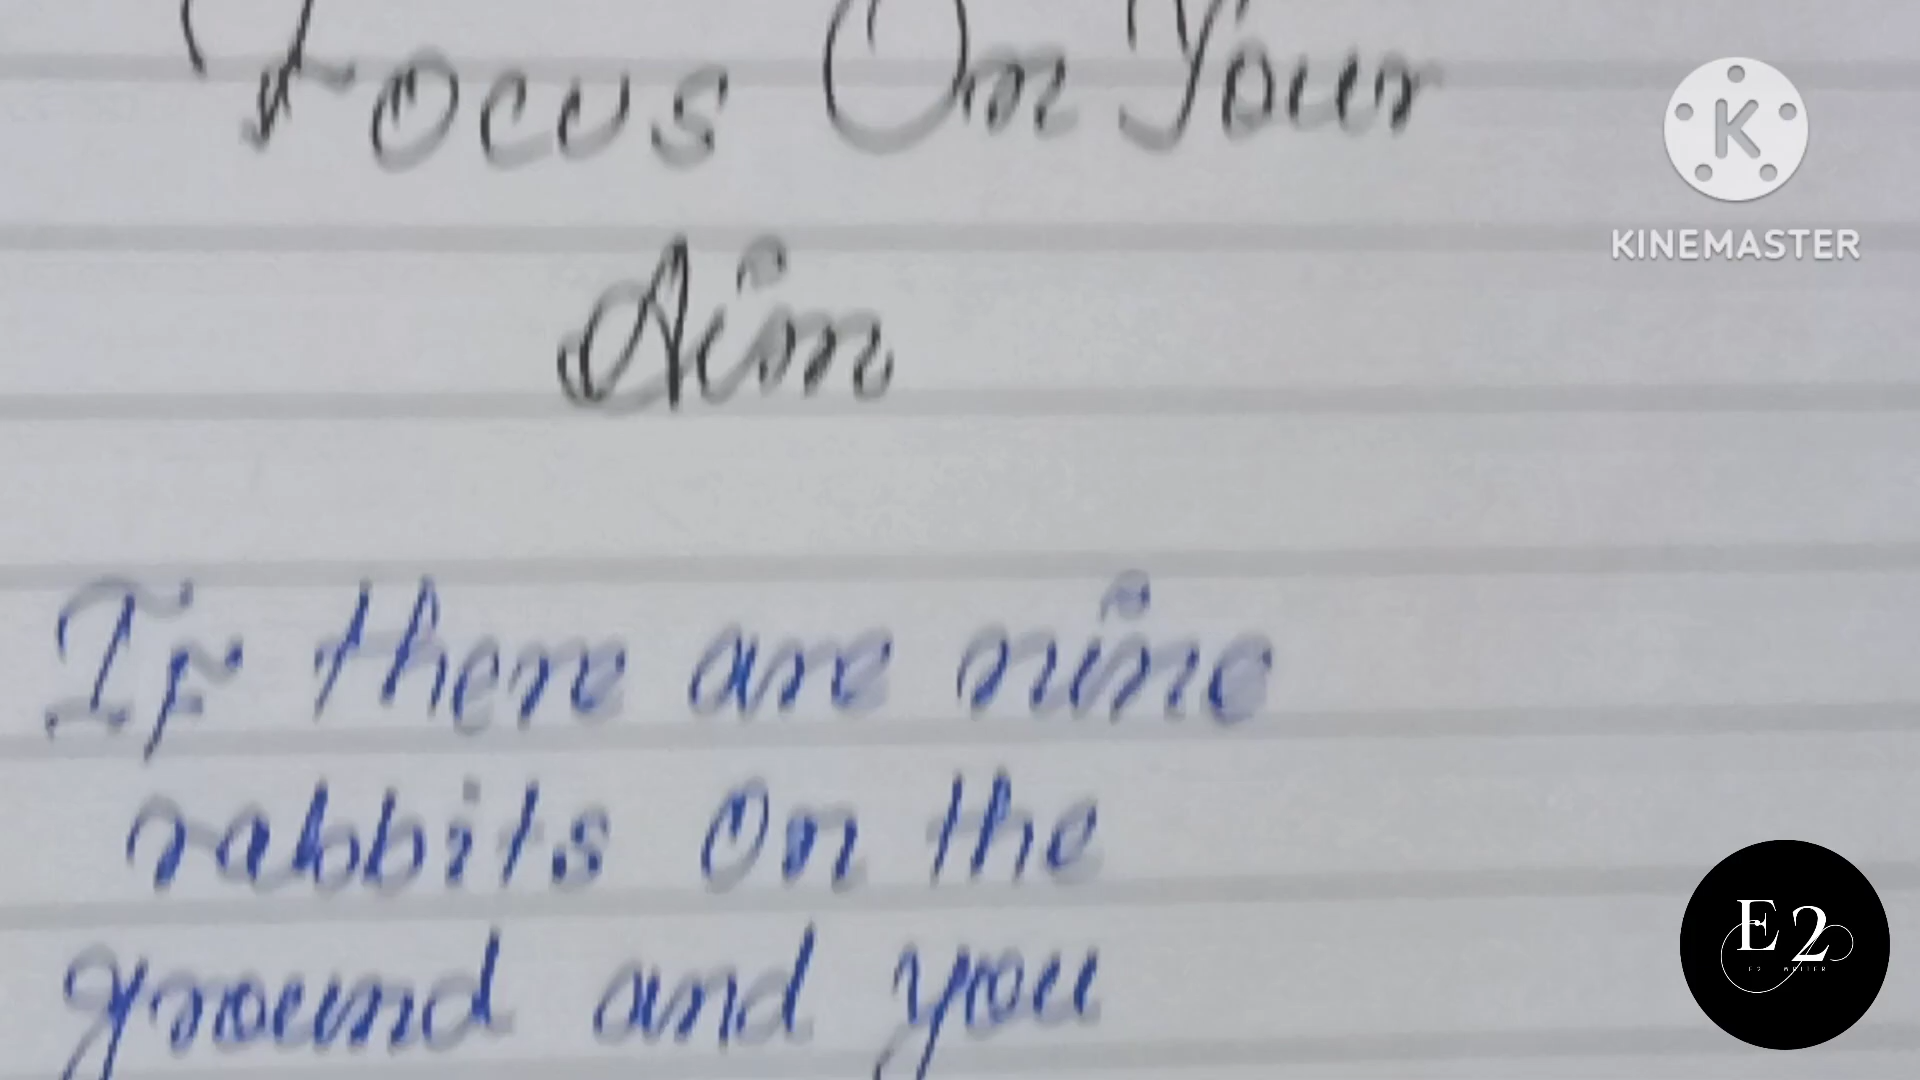 Focus On Your
Aim
If there are nine
rabbits On the
ground and you
KINEMASTER
E2